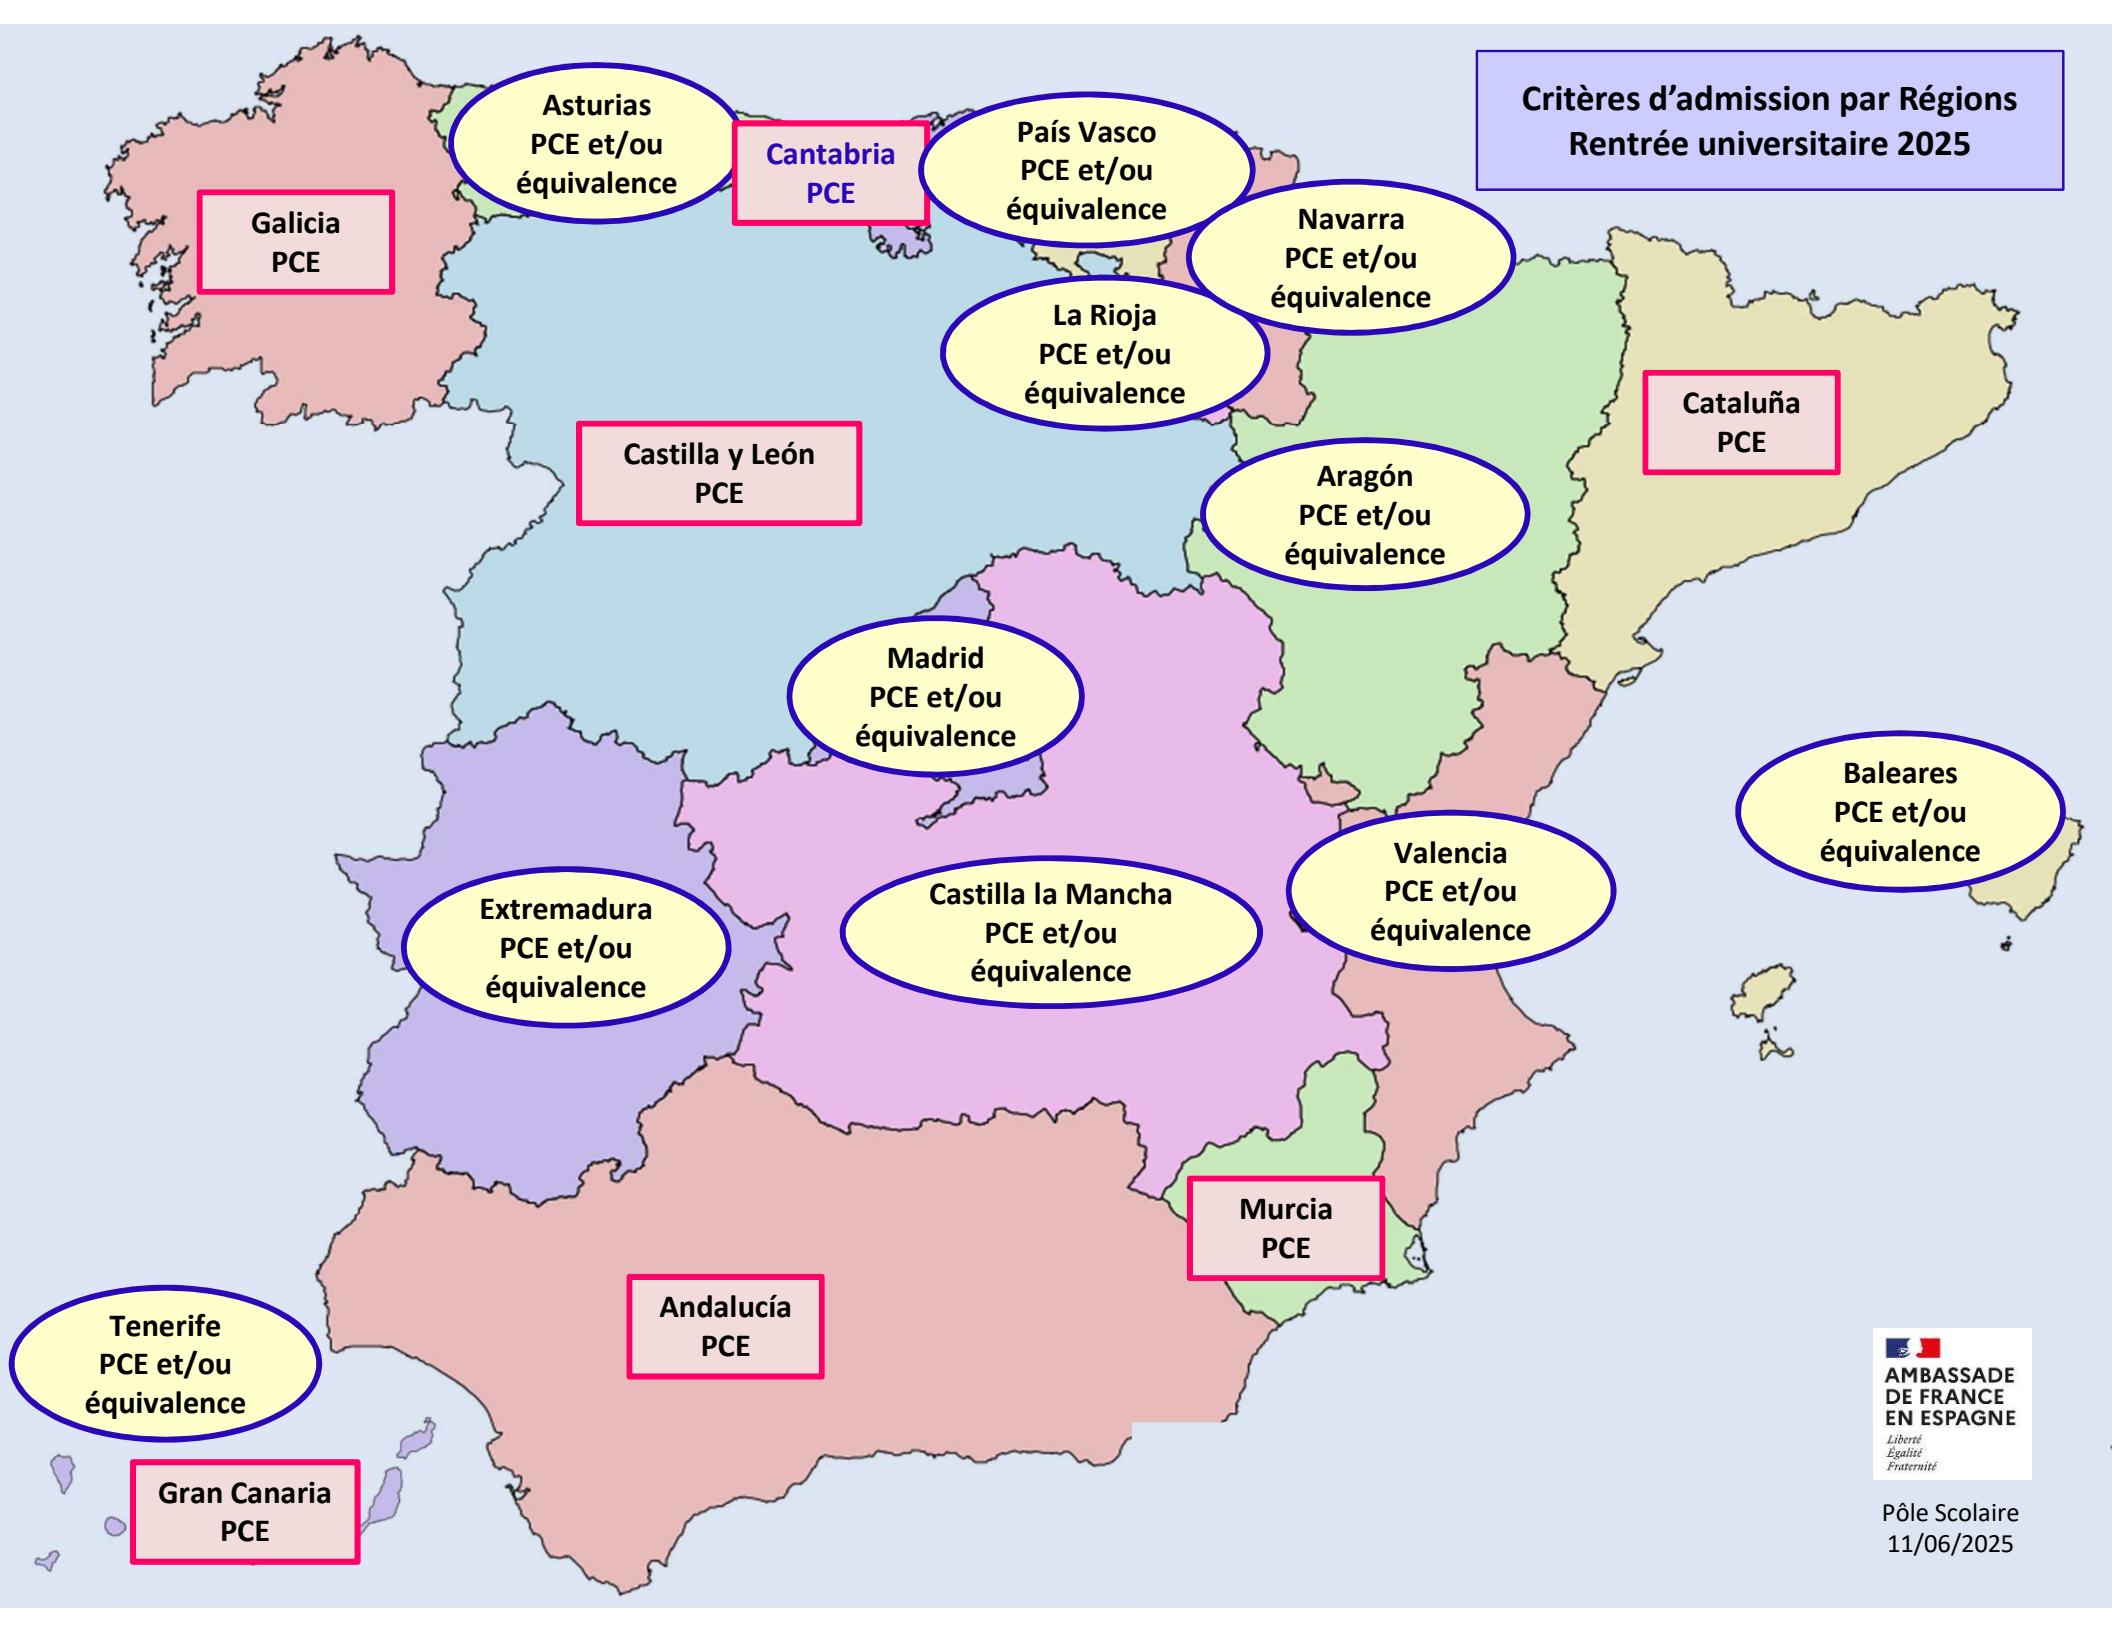 Critères d’admission par Régions
Rentrée universitaire 2025
Asturias
PCE et/ou
équivalence
Cantabria
PCE
País Vasco
PCE et/ou
équivalence
Galicia
PCE
Navarra
PCE et/ou
équivalence
La Rioja
PCE et/ou
équivalence
Cataluña
PCE
Castilla y León
PCE
Aragón
PCE et/ou
équivalence
Madrid
PCE et/ou
équivalence
Baleares
PCE et/ou
équivalence
Valencia
PCE et/ou
équivalence
Extremadura
PCE et/ou
équivalence
Castilla la Mancha
PCE et/ou
équivalence
Murcia
PCE
Andalucía
PCE
Tenerife
PCE et/ou
équivalence
Gran Canaria
PCE
AMBASSADE
DE FRANCE
EN ESPAGNE
Liberté
Égalité
Fraternité
Pôle Scolaire
11/06/2025